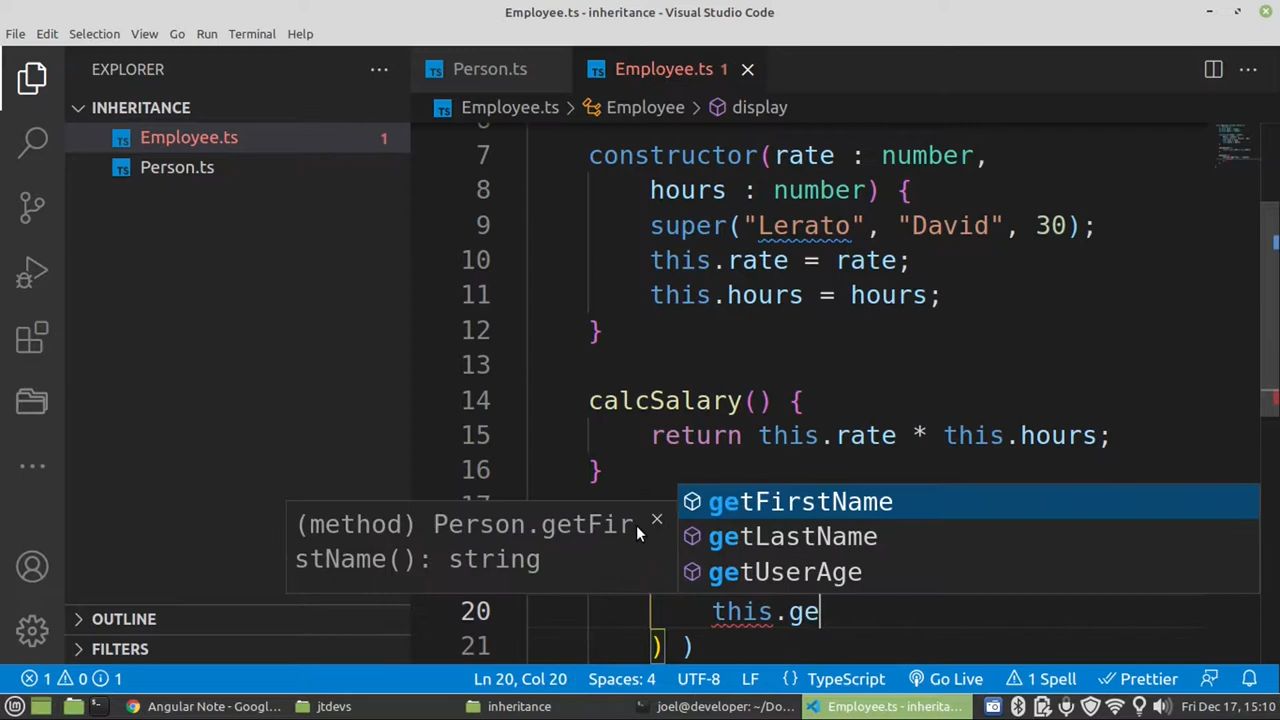 Employee.ts - inheritance - Visual Studio Code
File Edit Selection View Go Run Terminal Help
EXPLORER
Person.ts
Employee.ts 1
INHERITANCE
Employee.ts > Employee > display
Employee.ts 1
Person.ts
7 constructor(rate : number,
8 hours : number) {
9 super("Lerato", "David", 30);
10 this.rate = rate;
11 this.hours = hours;
12 }
13
14 calcSalary() {
15 return this.rate * this.hours;
16 }
getFirstName
(method) Person.getFir
stName(): string
getLastName
getUserAge
20 this.ge
21 ) )
OUTLINE
FILTERS
1 0 1 Ln 20, Col 20 Spaces: 4 UTF-8 LF {} TypeScript Go Live 1 Spell Prettier
Angular Note - Googl... jtdevs inheritance joel@developer: ~/Do... Employee.ts - inherita... Fri Dec 17, 15:10